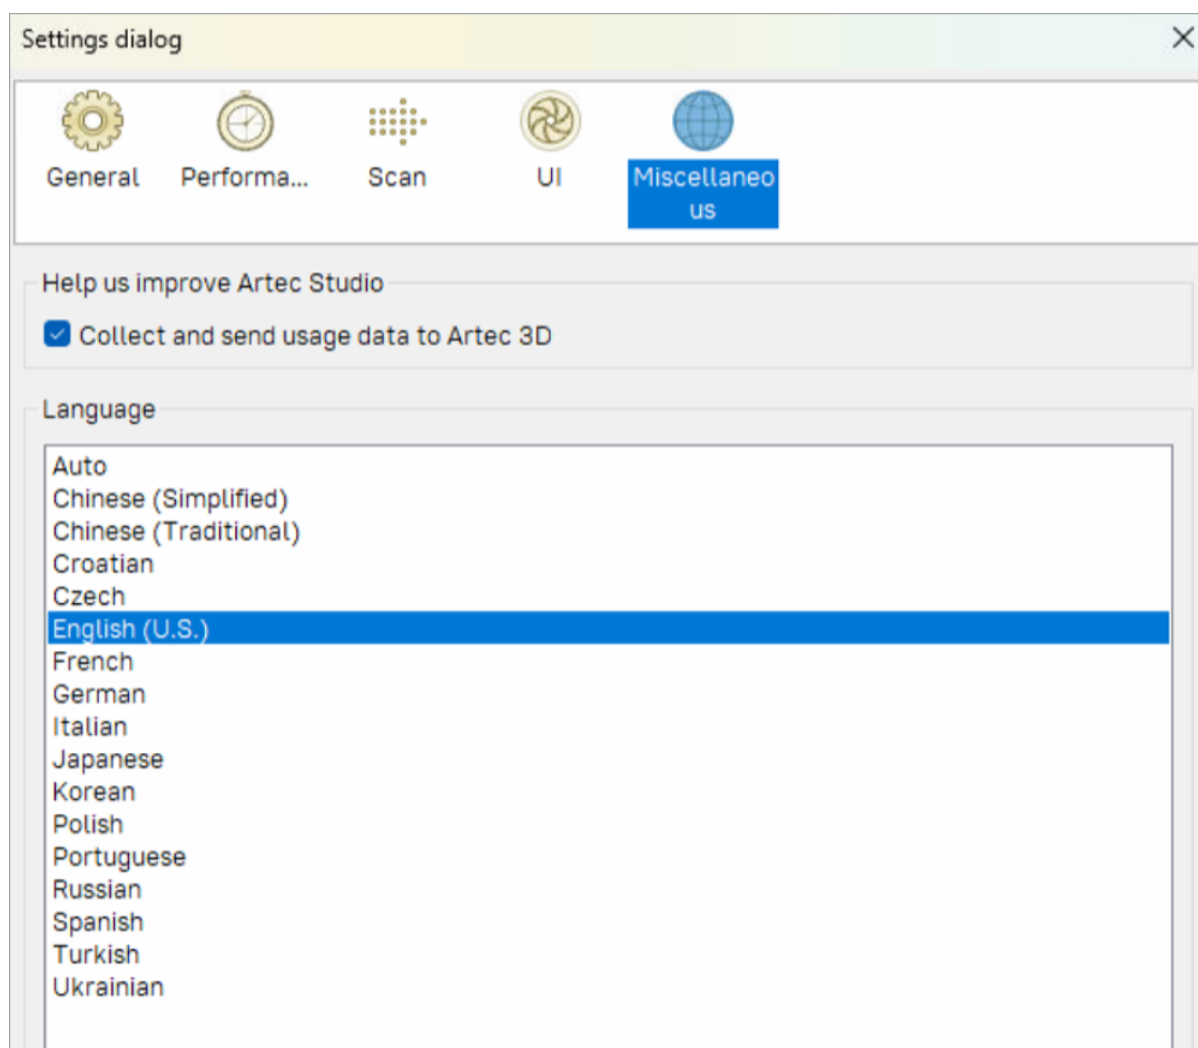 Settings dialog
General
Performa...
Scan
UI
Miscellaneo
us
Help us improve Artec Studio
Collect and send usage data to Artec 3D
Language
Auto
Chinese (Simplified)
Chinese (Traditional)
Croatian
Czech
English (U.S.)
French
German
Italian
Japanese
Korean
Polish
Portuguese
Russian
Spanish
Turkish
Ukrainian